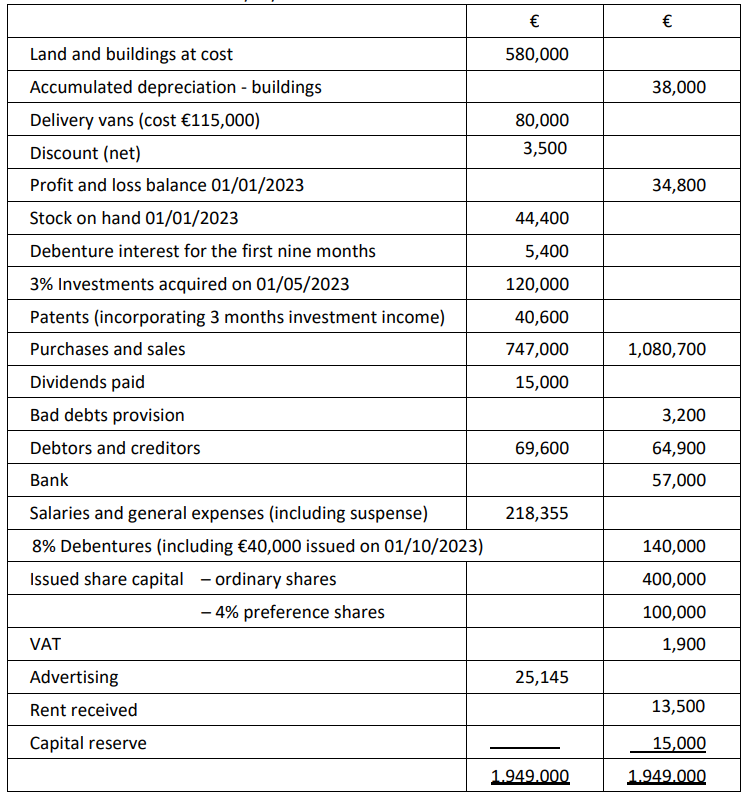 € €
Land and buildings at cost 580,000
Accumulated depreciation - buildings 38,000
Delivery vans (cost €115,000) 80,000
Discount (net) 3,500
Profit and loss balance 01/01/2023 34,800
Stock on hand 01/01/2023 44,400
Debenture interest for the first nine months 5,400
3% Investments acquired on 01/05/2023 120,000
Patents (incorporating 3 months investment income) 40,600
Purchases and sales 747,000 1,080,700
Dividends paid 15,000
Bad debts provision 3,200
Debtors and creditors 69,600 64,900
Bank 57,000
Salaries and general expenses (including suspense) 218,355
8% Debentures (including €40,000 issued on 01/10/2023) 140,000
Issued share capital – ordinary shares 400,000
– 4% preference shares 100,000
VAT 1,900
Advertising 25,145
Rent received 13,500
Capital reserve 15,000
1,949,000 1,949,000